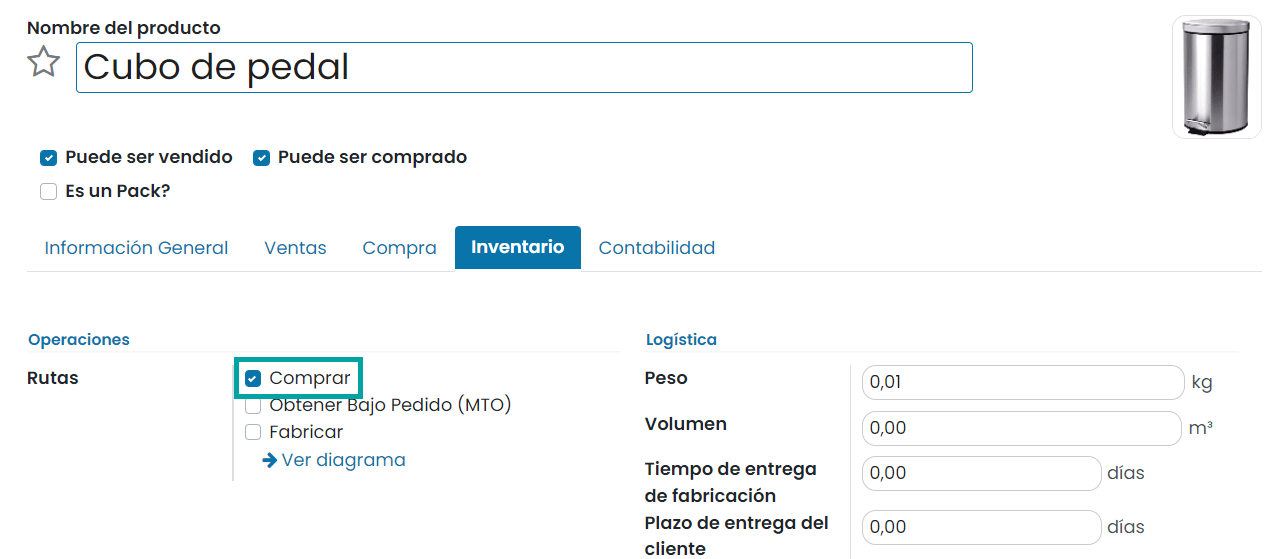 Nombre del producto
Cubo de pedal
Puede ser vendido Puede ser comprado
Es un Pack?
Información General Ventas Compra Inventario Contabilidad
Operaciones
Rutas
Comprar
Obtener Bajo Pedido (MTO)
Fabricar
Ver diagrama
Logística
Peso 0,01 kg
Volumen 0,00 m³
Tiempo de entrega
de fabricación 0,00 días
Plazo de entrega del
cliente 0,00 días